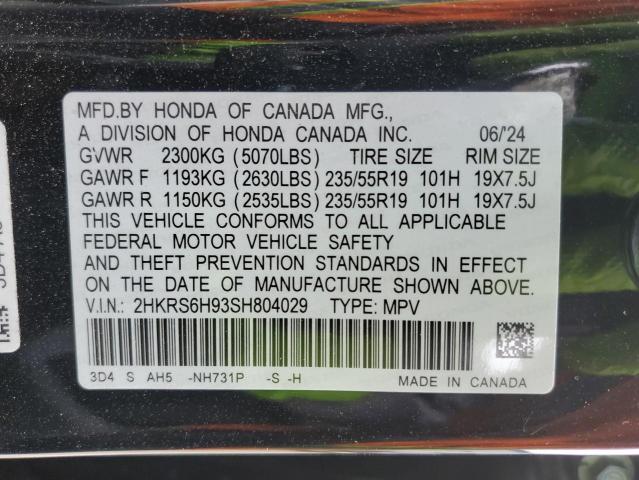 MFD.BY HONDA OF CANADA MFG.,
A DIVISION OF HONDA CANADA INC. 06/'24
GVWR 2300KG (5070LBS) TIRE SIZE RIM SIZE
GAWR F 1193KG (2630LBS) 235/55R19 101H 19X7.5J
GAWR R 1150KG (2535LBS) 235/55R19 101H 19X7.5J
THIS VEHICLE CONFORMS TO ALL APPLICABLE
FEDERAL MOTOR VEHICLE SAFETY
AND THEFT PREVENTION STANDARDS IN EFFECT
ON THE DATE OF MANUFACTURE SHOWN ABOVE.
V.I.N.: 2HKRS6H93SH804029 TYPE: MPV
3D4 S AH5 -NH731P -S -H MADE IN CANADA